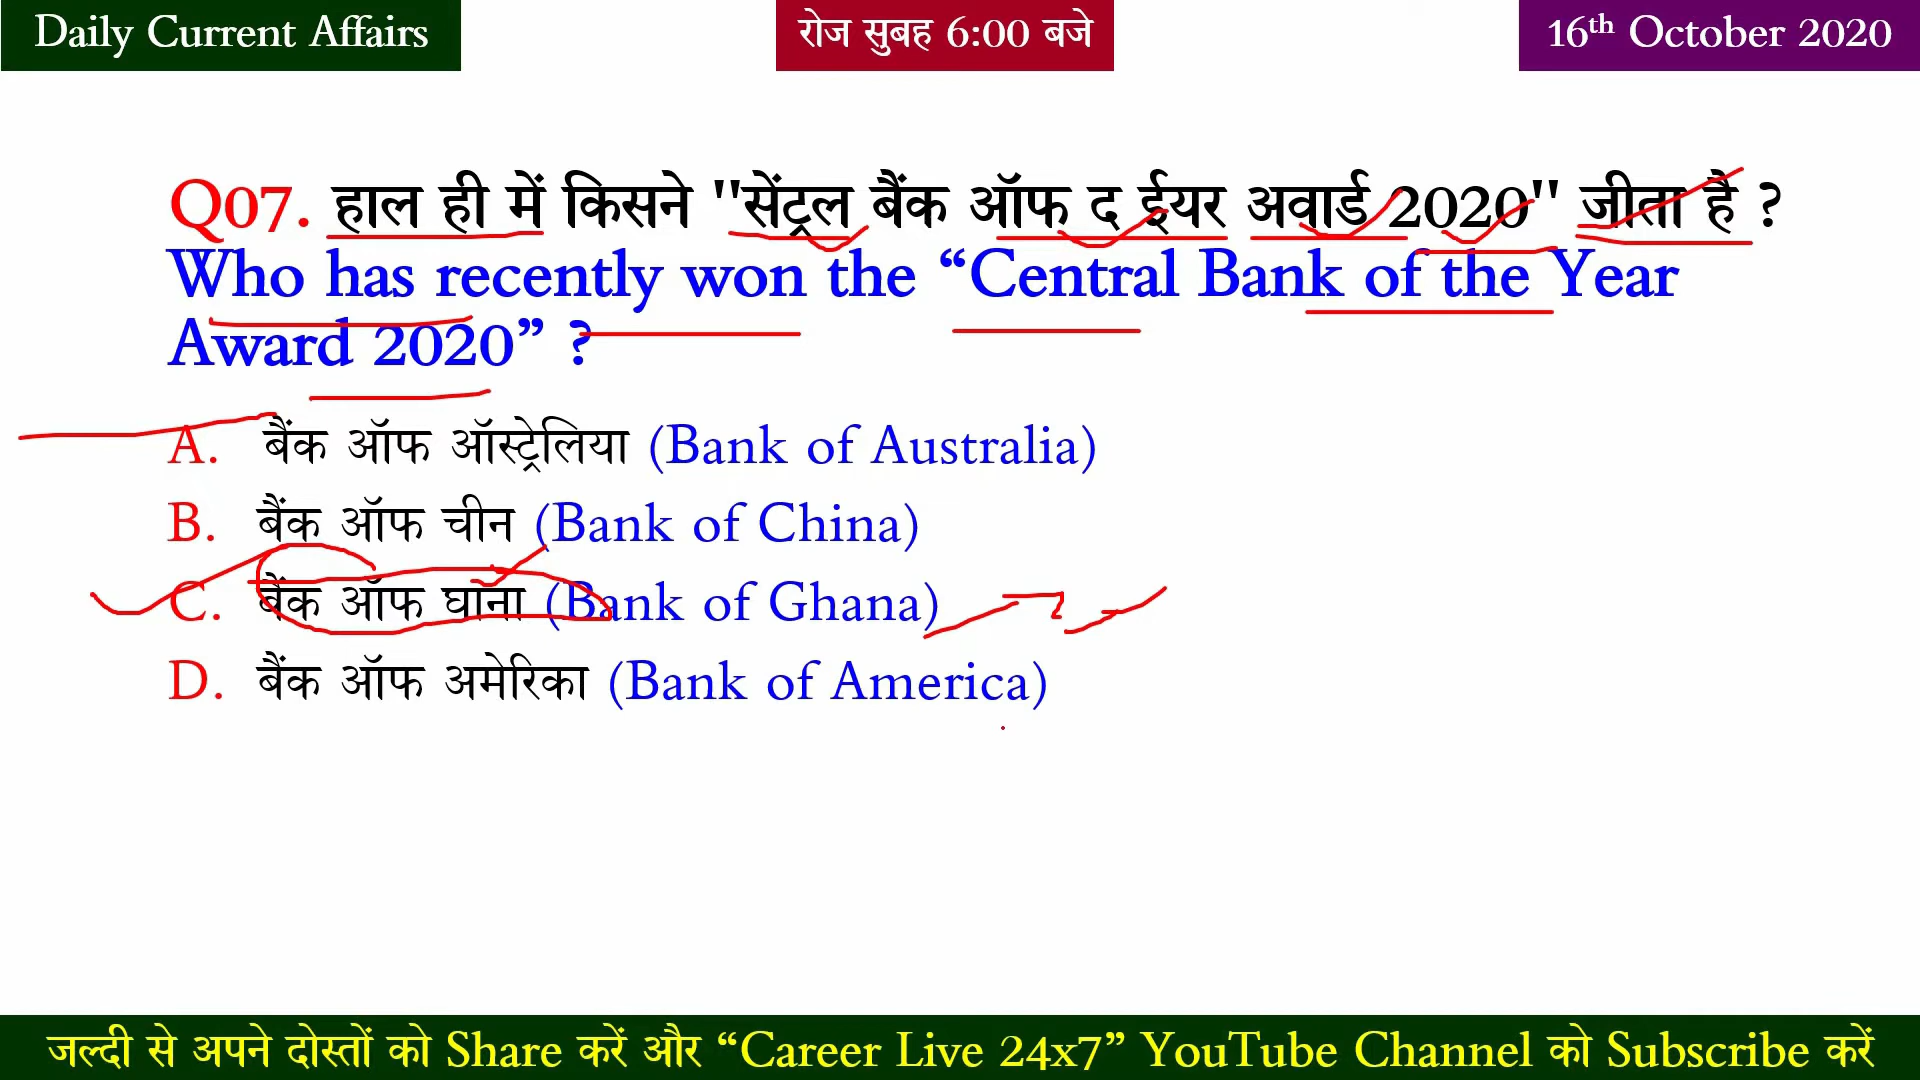 Daily Current Affairs
रोज सुबह 6:00 बजे
16th October 2020
Q07. हाल ही में किसने "सेंट्रल बैंक ऑफ द ईयर अवार्ड 2020" जीता है ?
Who has recently won the “Central Bank of the Year
Award 2020” ?
A. बैंक ऑफ ऑस्ट्रेलिया (Bank of Australia)
B. बैंक ऑफ चीन (Bank of China)
C. बैंक ऑफ घाना (Bank of Ghana)
D. बैंक ऑफ अमेरिका (Bank of America)
जल्दी से अपने दोस्तों को Share करें और “Career Live 24x7” YouTube Channel को Subscribe करें